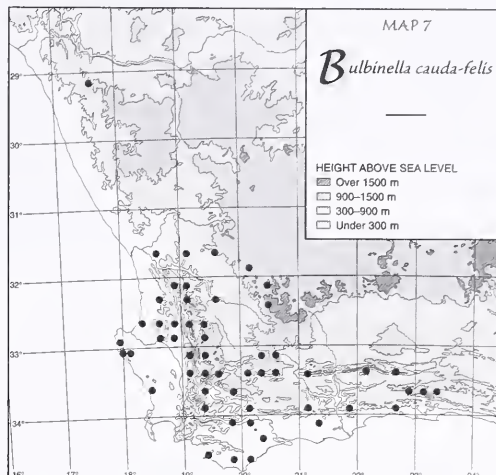 MAP 7
Bulbinella cauda-felis
HEIGHT ABOVE SEA LEVEL
Over 1500 m
900–1500 m
300–900 m
Under 300 m
29°
30°
31°
32°
33°
34°
17° 18° 19° 20° 21° 22° 23°